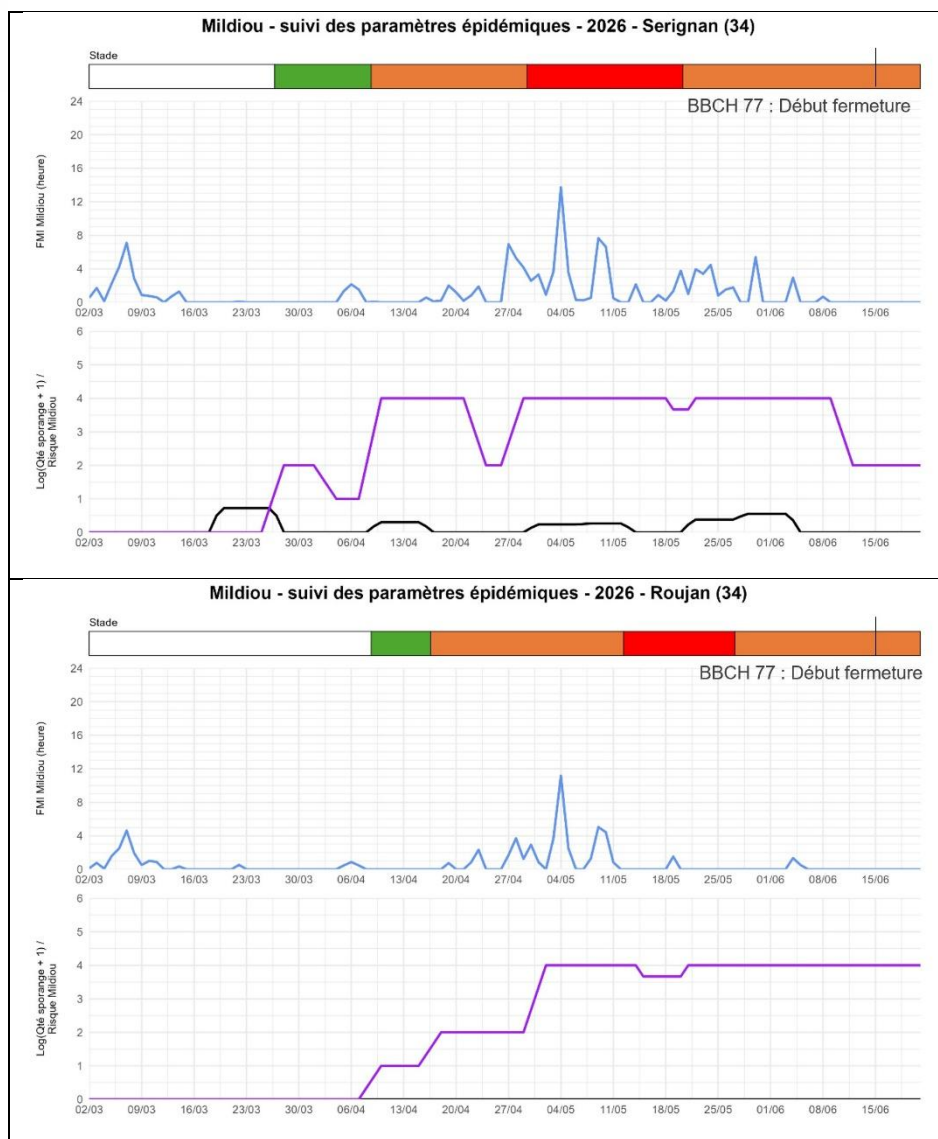 Mildiou - suivi des paramètres épidémiques - 2026 - Serignan (34)
Stade
BBCH 77 : Début fermeture
FMI Mildiou (heure)
24
20
16
12
8
4
0
02/03 09/03 16/03 23/03 30/03 06/04 13/04 20/04 27/04 04/05 11/05 18/05 25/05 01/06 08/06 15/06
Log(Qté sporange + 1) /
Risque Mildiou
6
5
4
3
2
1
0
02/03 09/03 16/03 23/03 30/03 06/04 13/04 20/04 27/04 04/05 11/05 18/05 25/05 01/06 08/06 15/06
Mildiou - suivi des paramètres épidémiques - 2026 - Roujan (34)
Stade
BBCH 77 : Début fermeture
FMI Mildiou (heure)
24
20
16
12
8
4
0
02/03 09/03 16/03 23/03 30/03 06/04 13/04 20/04 27/04 04/05 11/05 18/05 25/05 01/06 08/06 15/06
Log(Qté sporange + 1) /
Risque Mildiou
6
5
4
3
2
1
0
02/03 09/03 16/03 23/03 30/03 06/04 13/04 20/04 27/04 04/05 11/05 18/05 25/05 01/06 08/06 15/06